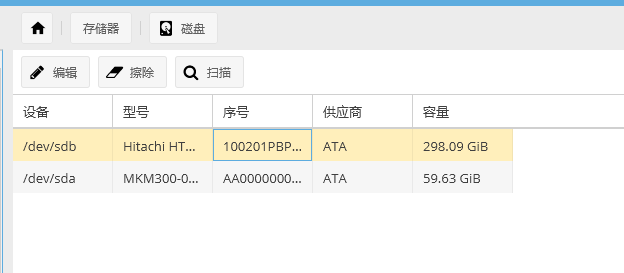 存储器 磁盘
编辑 擦除 扫描
设备 型号 序号 供应商 容量
/dev/sdb Hitachi HT... 100201PBP... ATA 298.09 GiB
/dev/sda MKM300-0... AA0000000... ATA 59.63 GiB